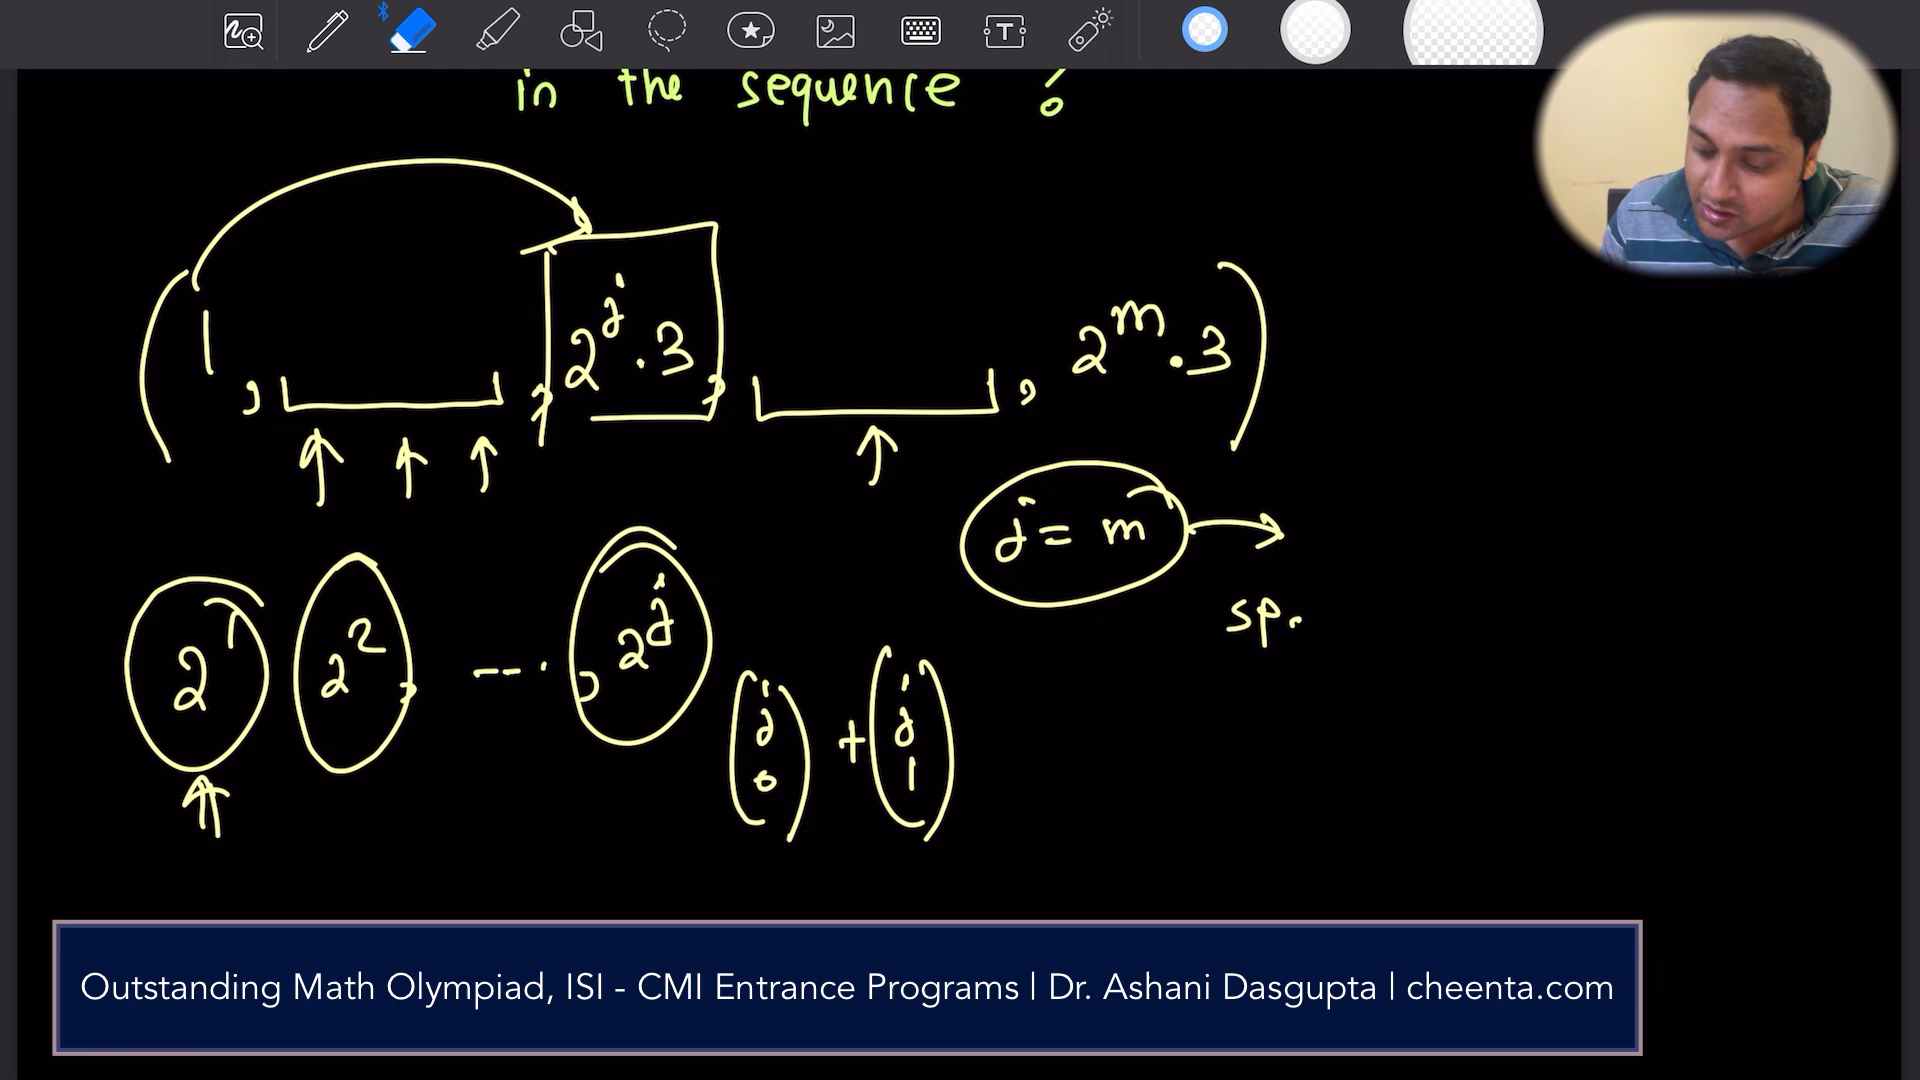 in the sequence ?
( 1 , , 2^j . 3 , , 2^m . 3 )
j = m
sp.
2^1 2^2 , --- . , 2^j (j 0) + (j 1)
Outstanding Math Olympiad, ISI - CMI Entrance Programs | Dr. Ashani Dasgupta | cheenta.com